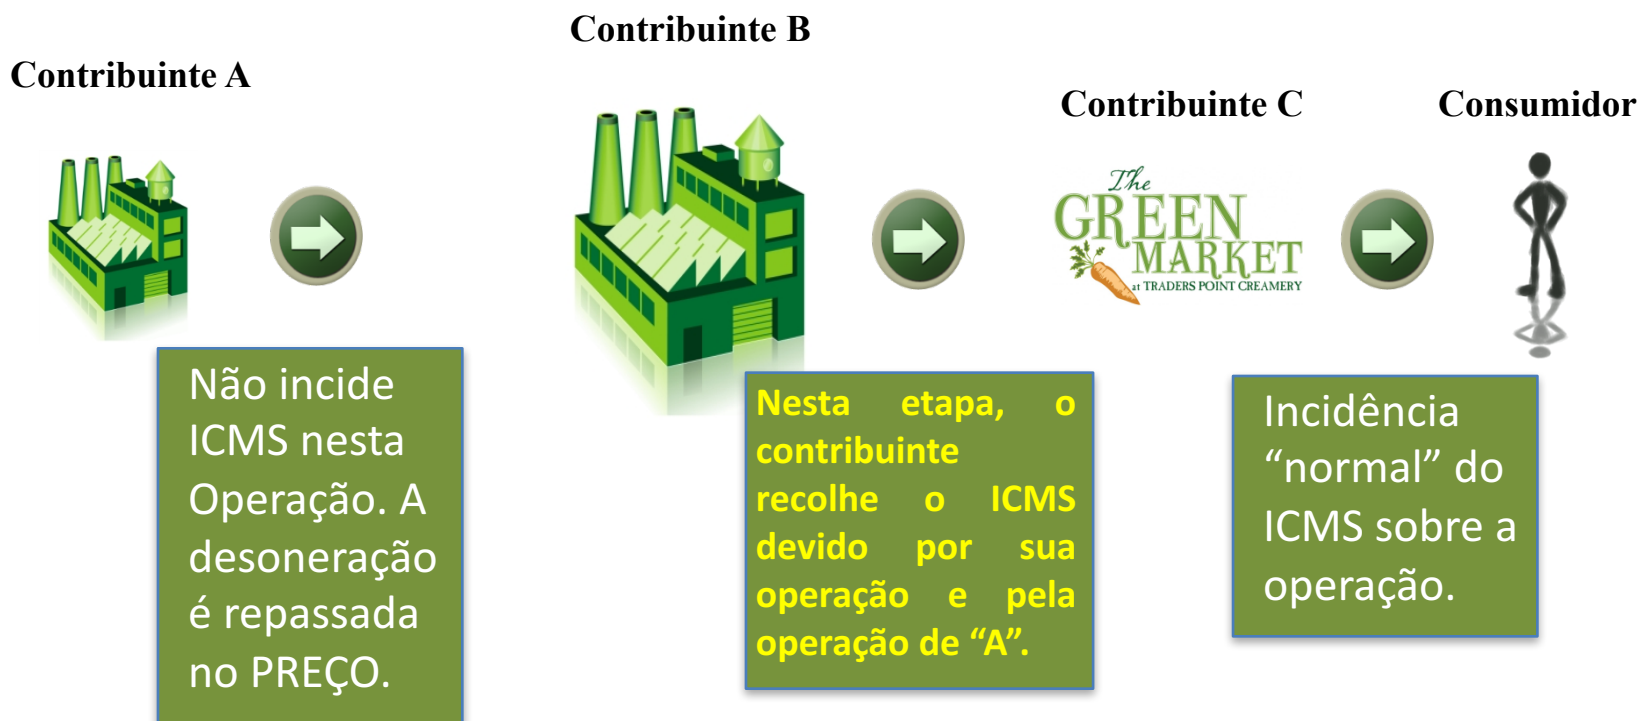 Contribuinte B
Contribuinte A
Contribuinte C
Consumidor
The
GREEN
MARKET
at TRADERS POINT CREAMERY
Não incide
ICMS nesta
Operação. A
desoneração
é repassada
no PREÇO.
Nesta etapa, o
contribuinte
recolhe o ICMS
devido por sua
operação e pela
operação de “A”.
Incidência
“normal” do
ICMS sobre a
operação.